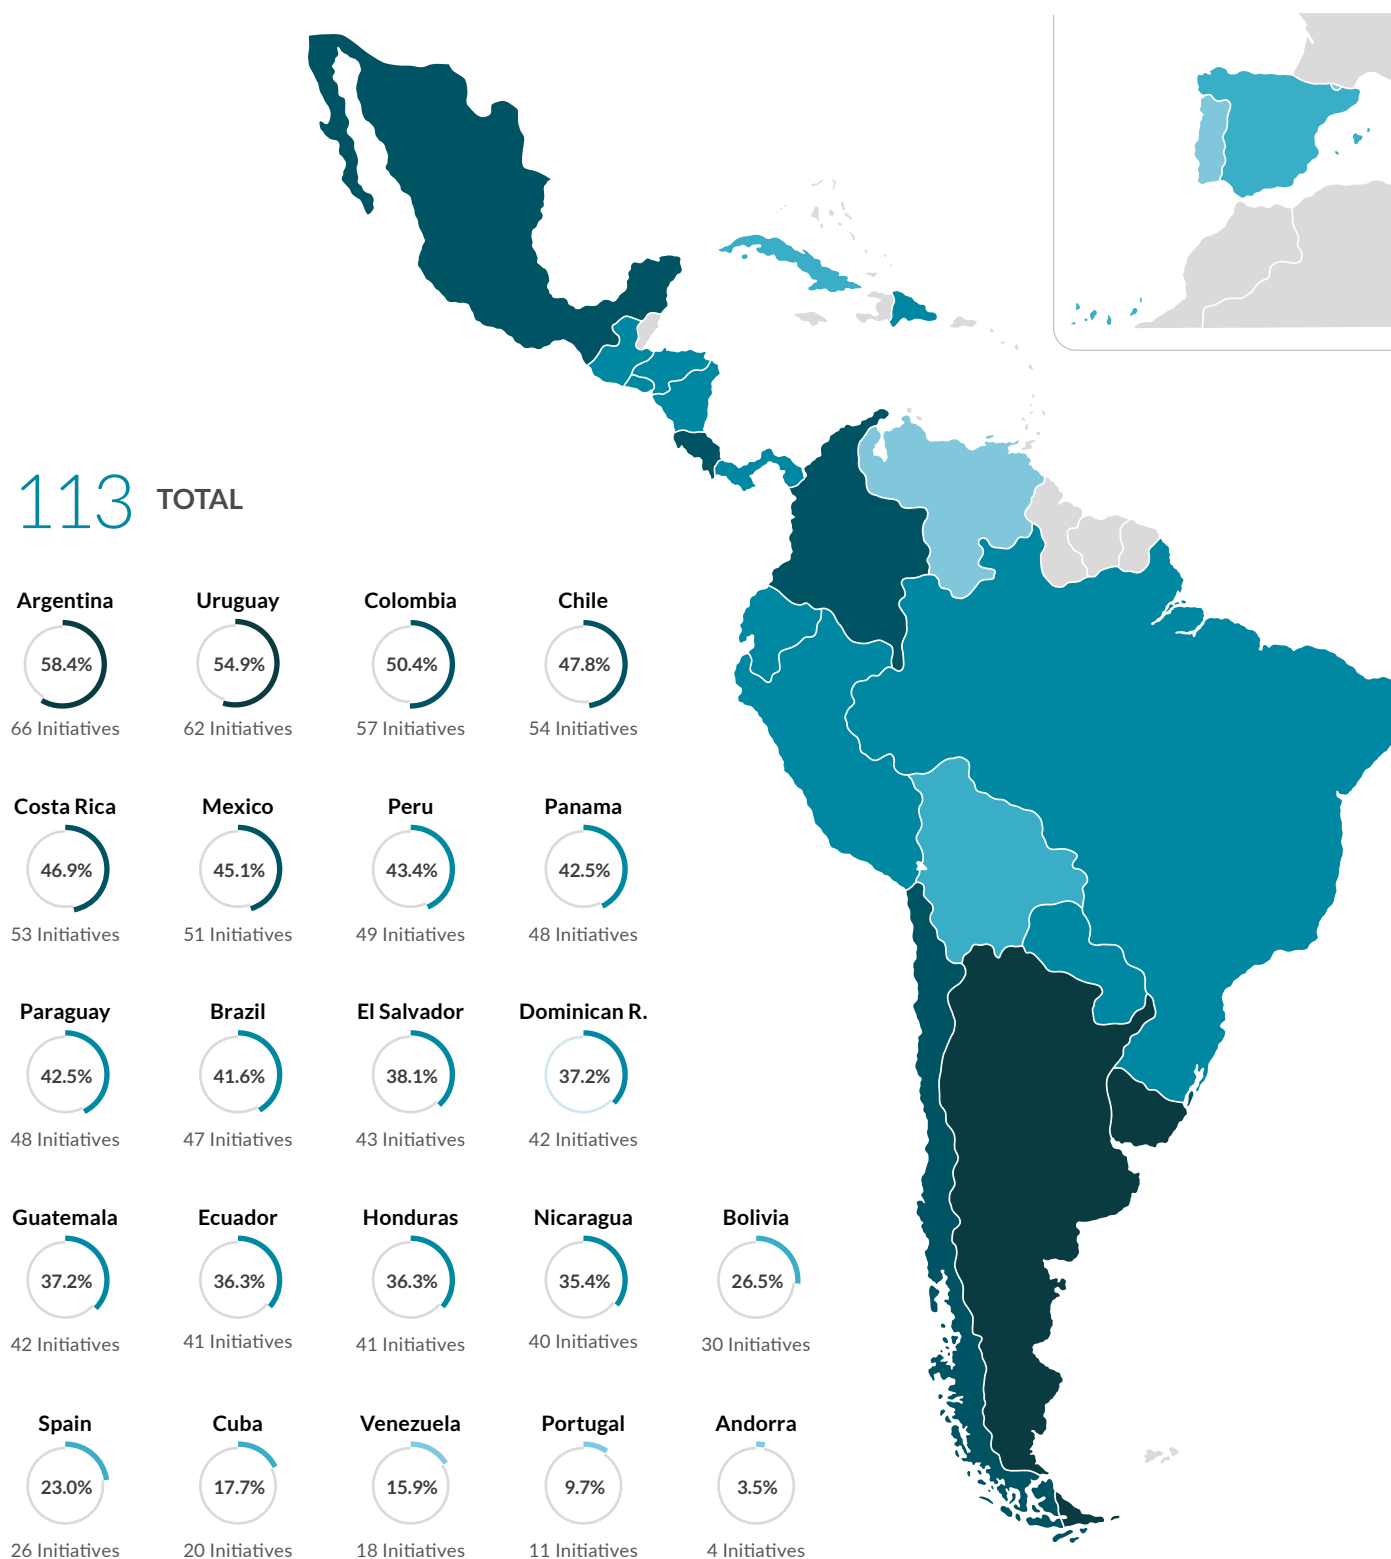 113 TOTAL
Argentina Uruguay Colombia Chile
58.4% 54.9% 50.4% 47.8%
66 Initiatives 62 Initiatives 57 Initiatives 54 Initiatives
Costa Rica Mexico Peru Panama
46.9% 45.1% 43.4% 42.5%
53 Initiatives 51 Initiatives 49 Initiatives 48 Initiatives
Paraguay Brazil El Salvador Dominican R.
42.5% 41.6% 38.1% 37.2%
48 Initiatives 47 Initiatives 43 Initiatives 42 Initiatives
Guatemala Ecuador Honduras Nicaragua Bolivia
37.2% 36.3% 36.3% 35.4% 26.5%
42 Initiatives 41 Initiatives 41 Initiatives 40 Initiatives 30 Initiatives
Spain Cuba Venezuela Portugal Andorra
23.0% 17.7% 15.9% 9.7% 3.5%
26 Initiatives 20 Initiatives 18 Initiatives 11 Initiatives 4 Initiatives